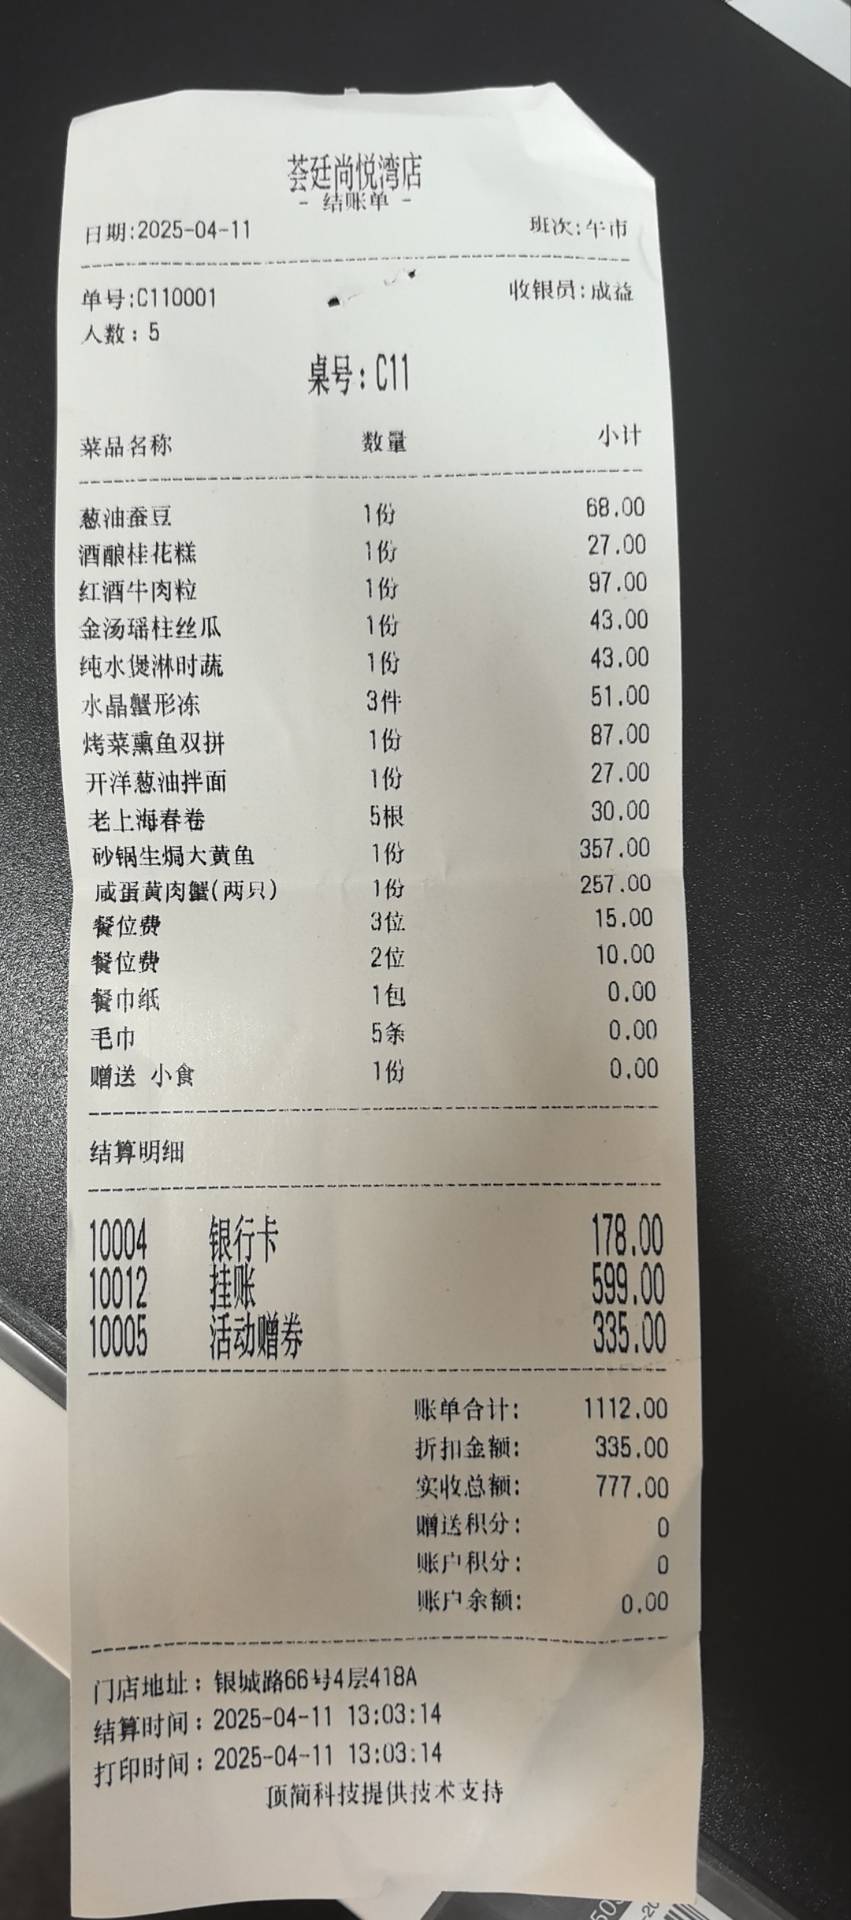 荟廷尚悦湾店
- 结账单 -
日期:2025-04-11 班次:午市
单号:C110001 收银员:成益
人数:5
桌号:C11
菜品名称 数量 小计
葱油蚕豆 1份 68.00
酒酿桂花糕 1份 27.00
红酒牛肉粒 1份 97.00
金汤瑶柱丝瓜 1份 43.00
纯水煲淋时蔬 1份 43.00
水晶蟹形冻 3件 51.00
烤菜熏鱼双拼 1份 87.00
开洋葱油拌面 1份 27.00
老上海春卷 5根 30.00
砂锅生焗大黄鱼 1份 357.00
咸蛋黄肉蟹(两只) 1份 257.00
餐位费 3位 15.00
餐位费 2位 10.00
餐巾纸 1包 0.00
毛巾 5条 0.00
赠送 小食 1份 0.00
结算明细
10004 银行卡 178.00
10012 挂账 599.00
10005 活动赠券 335.00
账单合计: 1112.00
折扣金额: 335.00
实收总额: 777.00
赠送积分: 0
账户积分: 0
账户余额: 0.00
门店地址:银城路66号4层418A
结算时间:2025-04-11 13:03:14
打印时间:2025-04-11 13:03:14
顶简科技提供技术支持